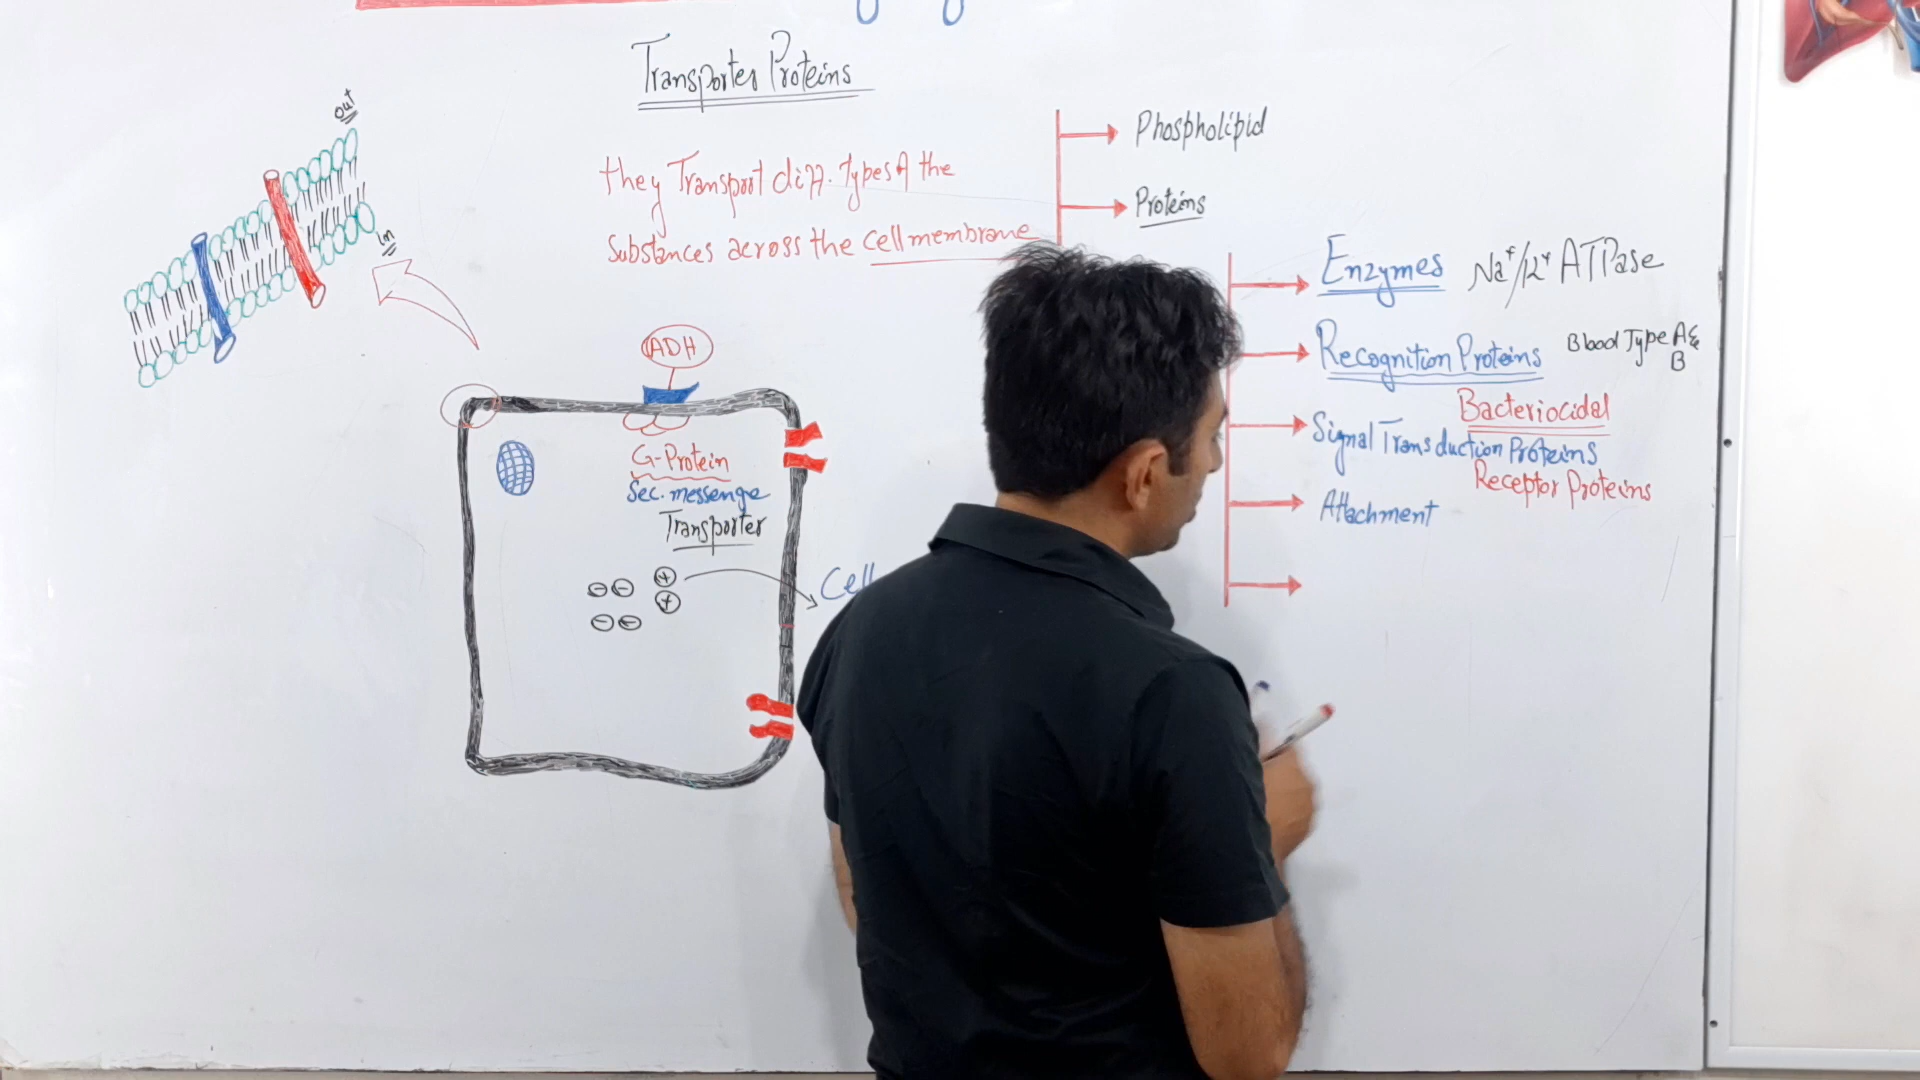 Transporter Proteins
they Transport diff. types of the
substances across the cell membrane
out
in
ADH
G-Protein
Sec. messenge
Transporter
Cell
Phospholipid
Proteins
Enzymes Na+/K+ ATPase
Recognition Proteins Blood Type A &
B
Bacteriocidal
Signal Transduction Proteins
Receptor Proteins
Attachment